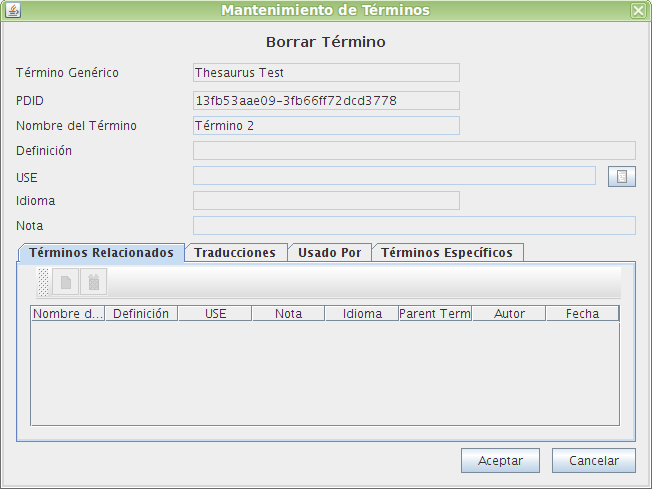 Mantenimiento de Términos
Borrar Término
Término Genérico Thesaurus Test
PDID 13fb53aae09-3fb66ff72dcd3778
Nombre del Término Término 2
Definición
USE
Idioma
Nota
Términos Relacionados Traducciones Usado Por Términos Específicos
Nombre d... Definición USE Nota Idioma Parent Term Autor Fecha
Aceptar Cancelar